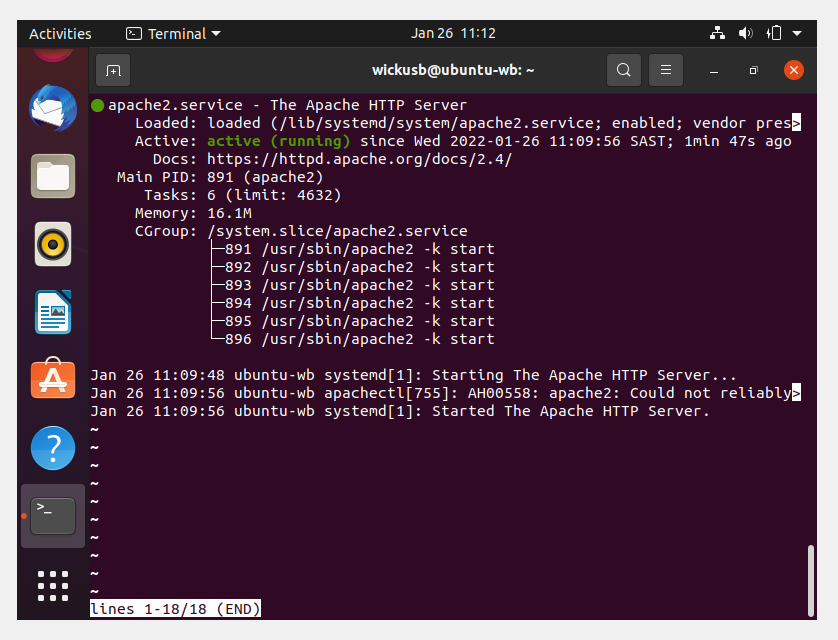 Activities Terminal Jan 26 11:12
wickusb@ubuntu-wb: ~
apache2.service - The Apache HTTP Server
Loaded: loaded (/lib/systemd/system/apache2.service; enabled; vendor pres>
Active: active (running) since Wed 2022-01-26 11:09:56 SAST; 1min 47s ago
Docs: https://httpd.apache.org/docs/2.4/
Main PID: 891 (apache2)
Tasks: 6 (limit: 4632)
Memory: 16.1M
CGroup: /system.slice/apache2.service
├─891 /usr/sbin/apache2 -k start
├─892 /usr/sbin/apache2 -k start
├─893 /usr/sbin/apache2 -k start
├─894 /usr/sbin/apache2 -k start
├─895 /usr/sbin/apache2 -k start
└─896 /usr/sbin/apache2 -k start
Jan 26 11:09:48 ubuntu-wb systemd[1]: Starting The Apache HTTP Server...
Jan 26 11:09:56 ubuntu-wb apachectl[755]: AH00558: apache2: Could not reliably>
Jan 26 11:09:56 ubuntu-wb systemd[1]: Started The Apache HTTP Server.
~
~
~
~
~
~
~
~
~
~
lines 1-18/18 (END)